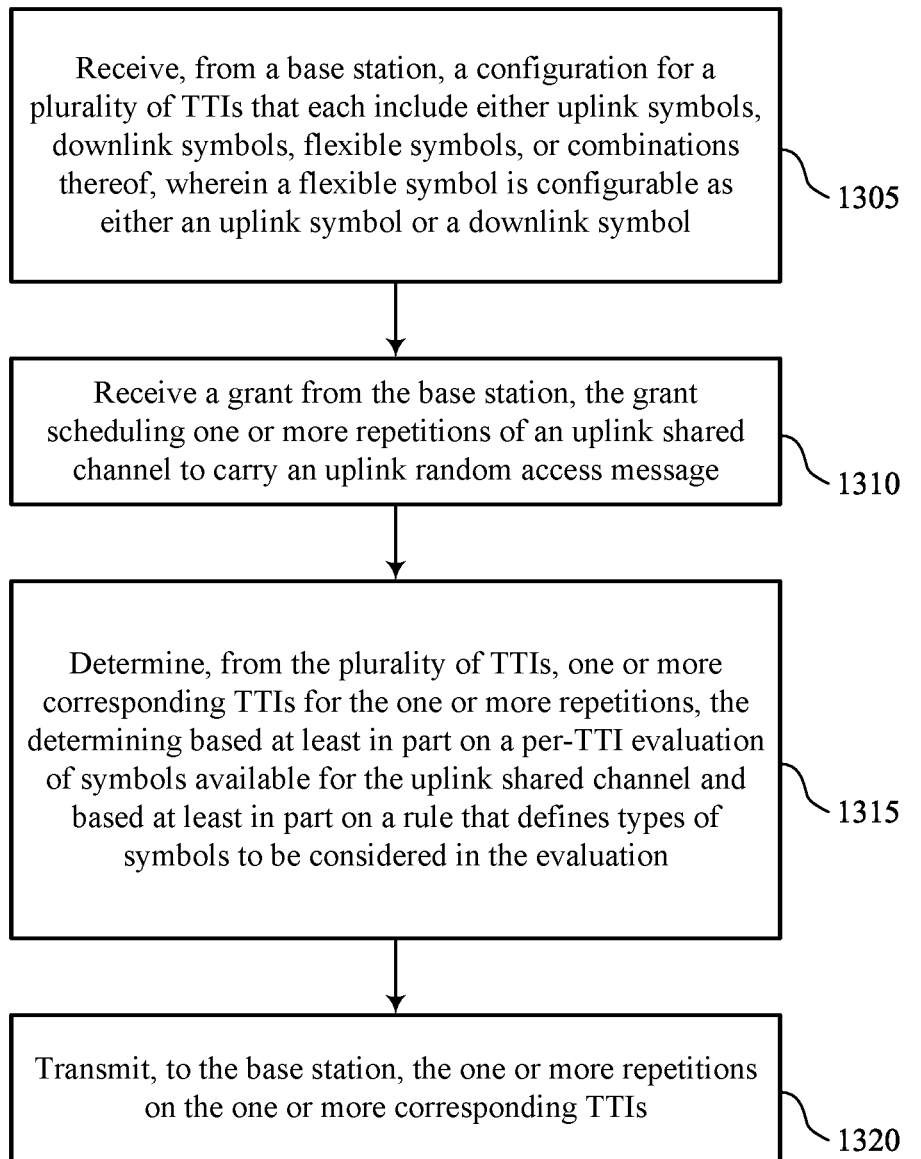 Receive, from a base station, a configuration for a
plurality of TTIs that each include either uplink symbols,
downlink symbols, flexible symbols, or combinations
thereof, wherein a flexible symbol is configurable as
either an uplink symbol or a downlink symbol
1305
Receive a grant from the base station, the grant
scheduling one or more repetitions of an uplink shared
channel to carry an uplink random access message
1310
Determine, from the plurality of TTIs, one or more
corresponding TTIs for the one or more repetitions, the
determining based at least in part on a per-TTI evaluation
of symbols available for the uplink shared channel and
based at least in part on a rule that defines types of
symbols to be considered in the evaluation
1315
Transmit, to the base station, the one or more repetitions
on the one or more corresponding TTIs
1320